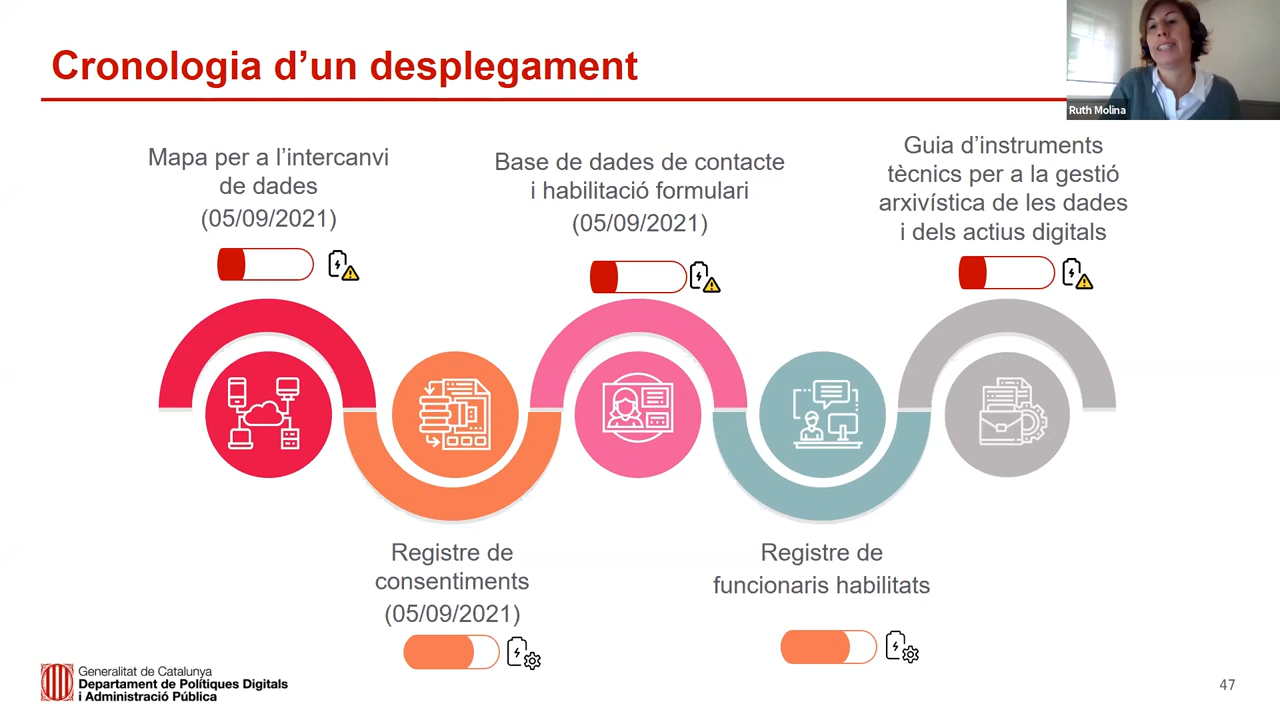 Cronologia d’un desplegament
Ruth Molina
Mapa per a l’intercanvi
de dades
(05/09/2021)
Base de dades de contacte
i habilitació formulari
(05/09/2021)
Guia d’instruments
tècnics per a la gestió
arxivística de les dades
i dels actius digitals
Registre de
consentiments
(05/09/2021)
Registre de
funcionaris habilitats
Generalitat de Catalunya
Departament de Polítiques Digitals
i Administració Pública
47